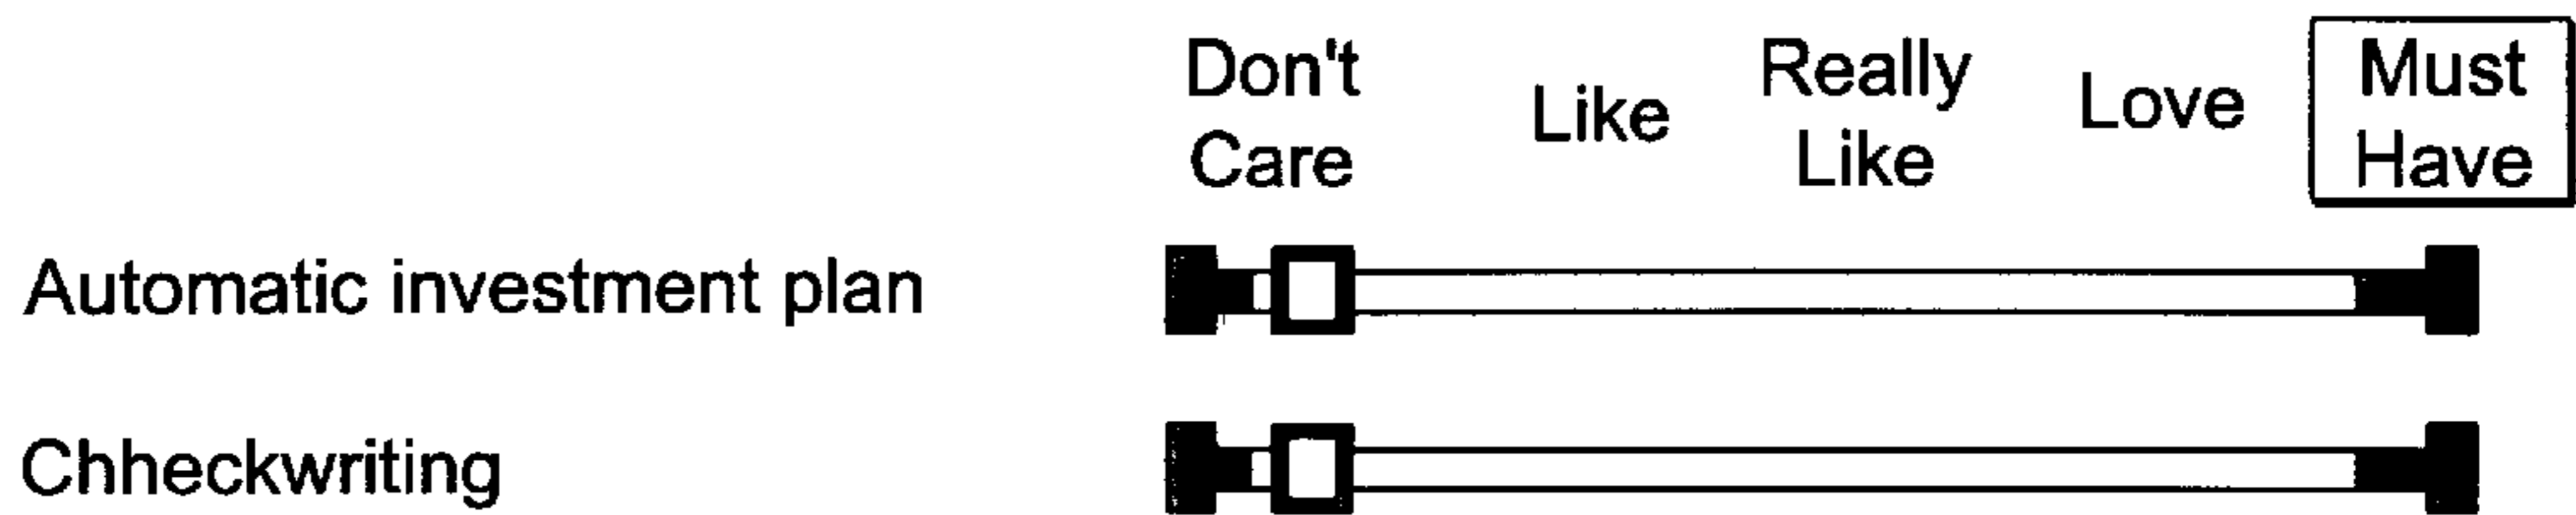 Don't Care
Like
Really Like
Love
Must Have
Automatic investment plan
Chheckwriting